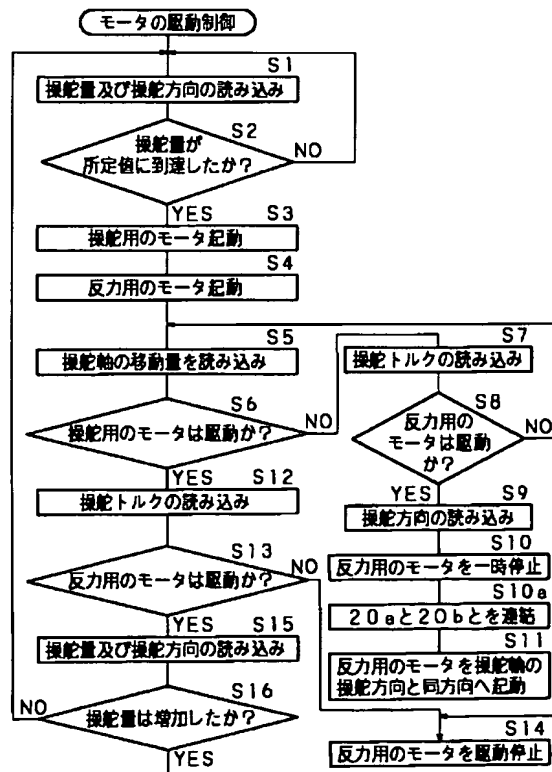 モータの駆動制御
S1
操舵量及び操舵方向の読み込み
S2
操舵量が
所定値に到達したか?
NO
YES
S3
操舵用のモータ起動
S4
反力用のモータ起動
S5
操舵軸の移動量を読み込み
S6
操舵用のモータは駆動か?
NO
YES
S7
操舵トルクの読み込み
S8
反力用の
モータは駆動
か?
NO
YES
S9
操舵方向の読み込み
S10
反力用のモータを一時停止
S10a
20aと20bとを連結
S11
反力用のモータを操舵軸の
操舵方向と同方向へ起動
S12
操舵トルクの読み込み
S13
反力用のモータは駆動か?
NO
YES
S14
反力用のモータを駆動停止
S15
操舵量及び操舵方向の読み込み
S16
操舵量は増加したか?
NO
YES